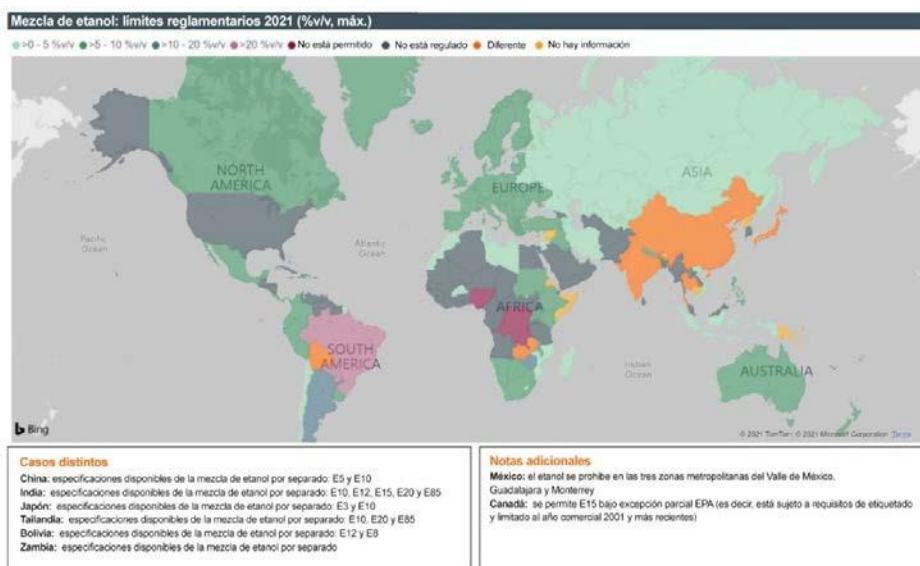 Mezcla de etanol: límites reglamentarios 2021 (%v/v, máx.)
>0 - 5 %v/v >5 - 10 %v/v >10 - 20 %v/v >20 %v/v No está permitido No está regulado Diferente No hay información
NORTH
AMERICA
EUROPE
ASIA
Pacific
Ocean
Atlantic
Ocean
AFRICA
SOUTH
AMERICA
Indian
Ocean
AUSTRALIA
Bing
© 2021 TomTom, © 2021 Microsoft Corporation Terms
Casos distintos
China: especificaciones disponibles de la mezcla de etanol por separado: E5 y E10
India: especificaciones disponibles de la mezcla de etanol por separado: E10, E12, E15, E20 y E85
Japón: especificaciones disponibles de la mezcla de etanol por separado: E3 y E10
Tailandia: especificaciones disponibles de la mezcla de etanol por separado: E10, E20 y E85
Bolivia: especificaciones disponibles de la mezcla de etanol por separado: E12 y E8
Zambia: especificaciones disponibles de la mezcla de etanol por separado
Notas adicionales
México: el etanol se prohibe en las tres zonas metropolitanas del Valle de México,
Guadalajara y Monterrey
Canadá: se permite E15 bajo excepción parcial EPA (es decir, está sujeto a requisitos de etiquetado
y limitado al año comercial 2001 y más recientes)